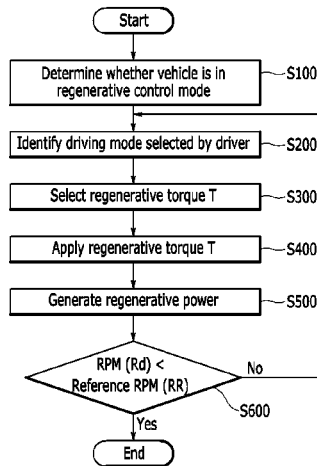 Start
Determine whether vehicle is in
regenerative control mode
S100
Identify driving mode selected by driver
S200
Select regenerative torque T
S300
Apply regenerative torque T
S400
Generate regenerative power
S500
RPM (Rd) <
Reference RPM (RR)
No
S600
Yes
End